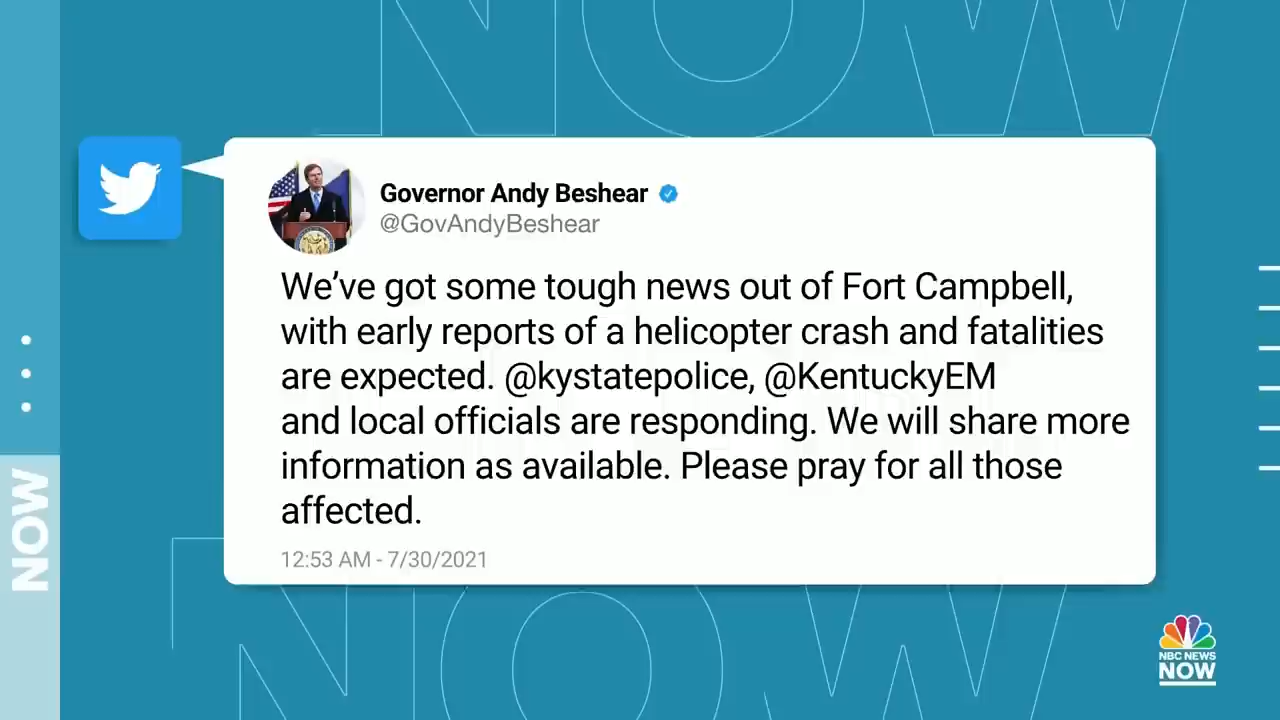 NOW
Governor Andy Beshear
@GovAndyBeshear
We've got some tough news out of Fort Campbell,
with early reports of a helicopter crash and fatalities
are expected. @kystatepolice, @KentuckyEM
and local officials are responding. We will share more
information as available. Please pray for all those
affected.
12:53 AM - 7/30/2021
NOW
NOW
NBC NEWS
NOW